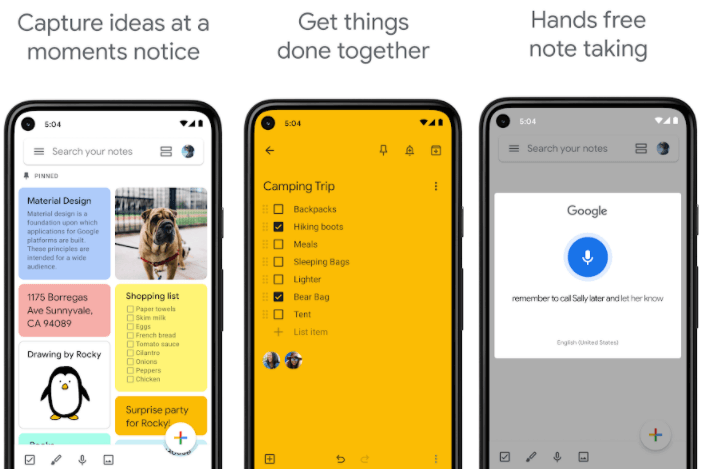 Capture ideas at a
moments notice
5:04
Search your notes
PINNED
Material Design
Material design is a
foundation upon which
applications for Google
platforms are built.
These principles are
intended for a wide
audience.
1175 Borregas
Ave Sunnyvale,
CA 94089
Shopping list
Paper towels
Skim milk
Eggs
French bread
Tomato sauce
Cilantro
Onions
Peppers
Chicken
Drawing by Rocky
Surprise party
for Rocky!
Get things
done together
5:04
Camping Trip
Backpacks
Hiking boots
Meals
Sleeping Bags
Lighter
Bear Bag
Tent
List item
Hands free
note taking
5:04
Search your notes
Google
remember to call Sally later and let her know
English (United States)